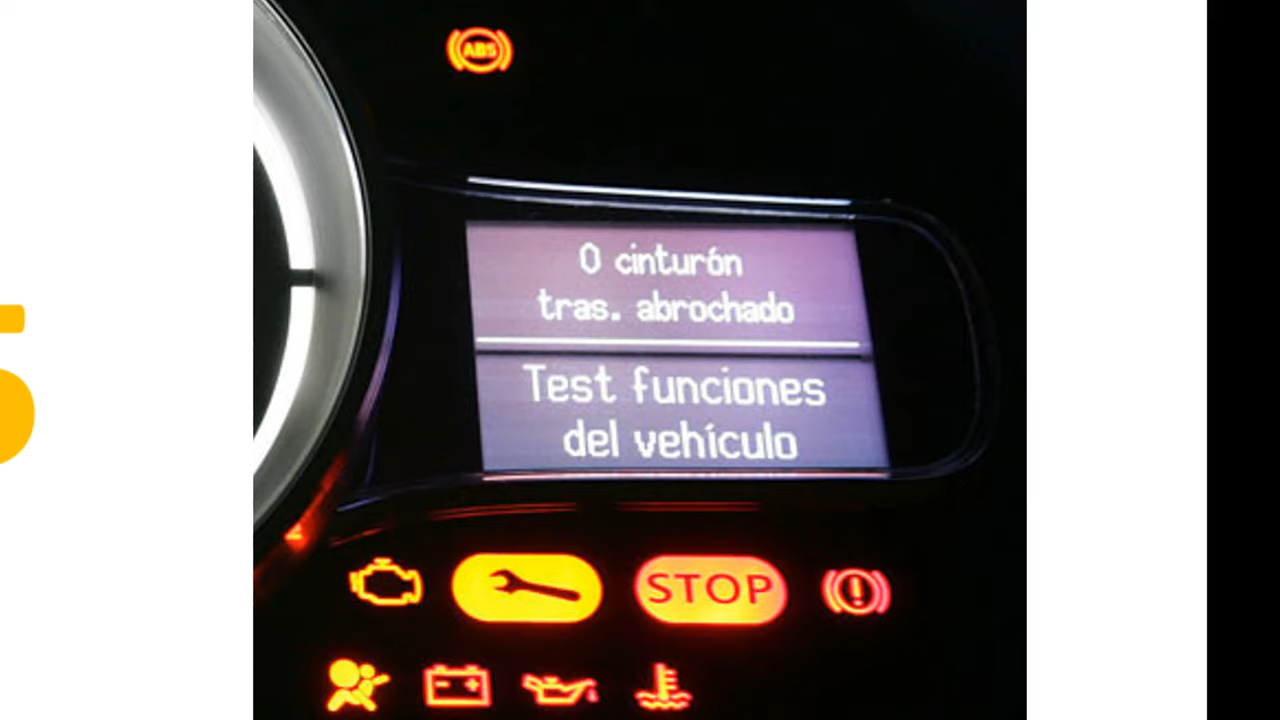 ABS
0 cinturón
tras. abrochado
Test funciones
del vehículo
STOP